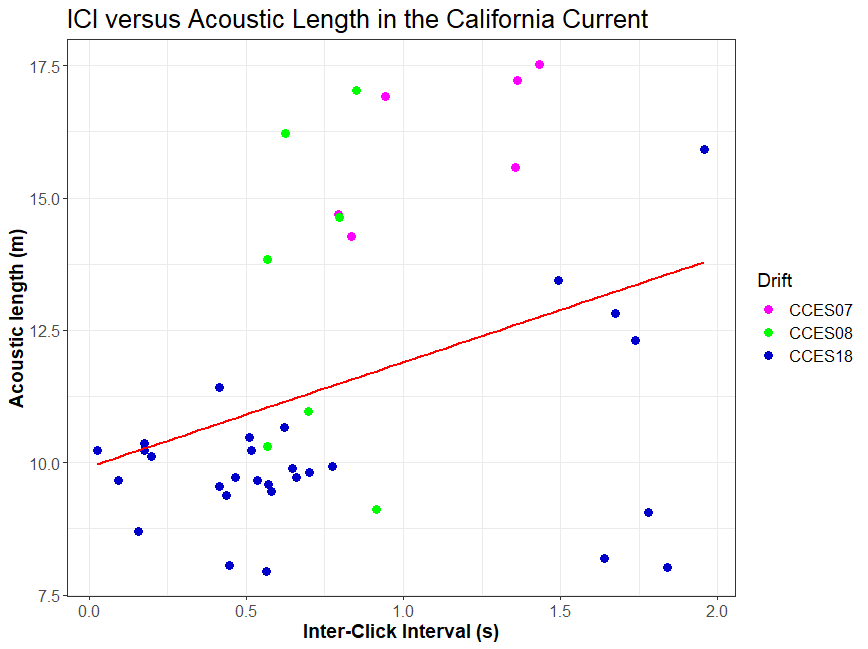 ICI versus Acoustic Length in the California Current
Acoustic length (m)
17.5
15.0
12.5
10.0
7.5
0.0 0.5 1.0 1.5 2.0
Inter-Click Interval (s)
Drift
CCES07
CCES08
CCES18